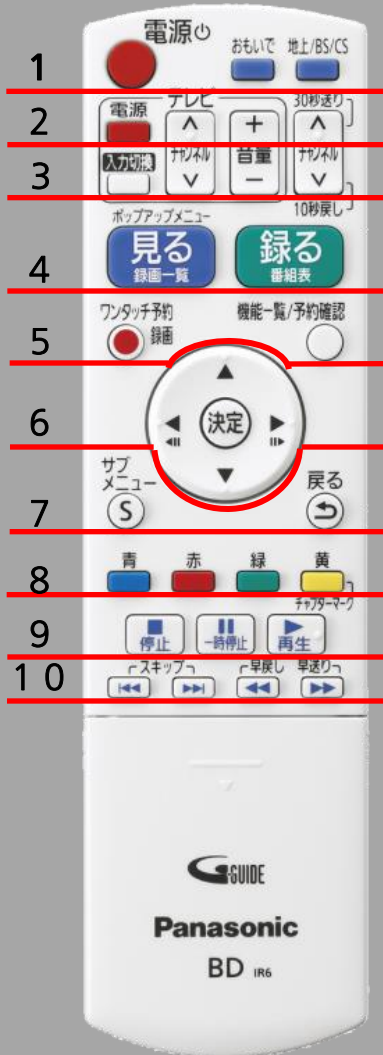 電源
おもいで 地上/BS/CS
1
テレビ 30秒送り
2 電源 +
チャンネル 音量 チャンネル
3 入力切換 −
ポップアップメニュー 10秒戻し
4 見る 録る
録画一覧 番組表
ワンタッチ予約 機能一覧/予約確認
5 録画
6 決定
サブ
メニュー 戻る
7 S
青 赤 緑 黄
8
チャプターマーク
9 停止 一時停止 再生
10 スキップ 早戻し 早送り
G-GUIDE
Panasonic
BD IR6